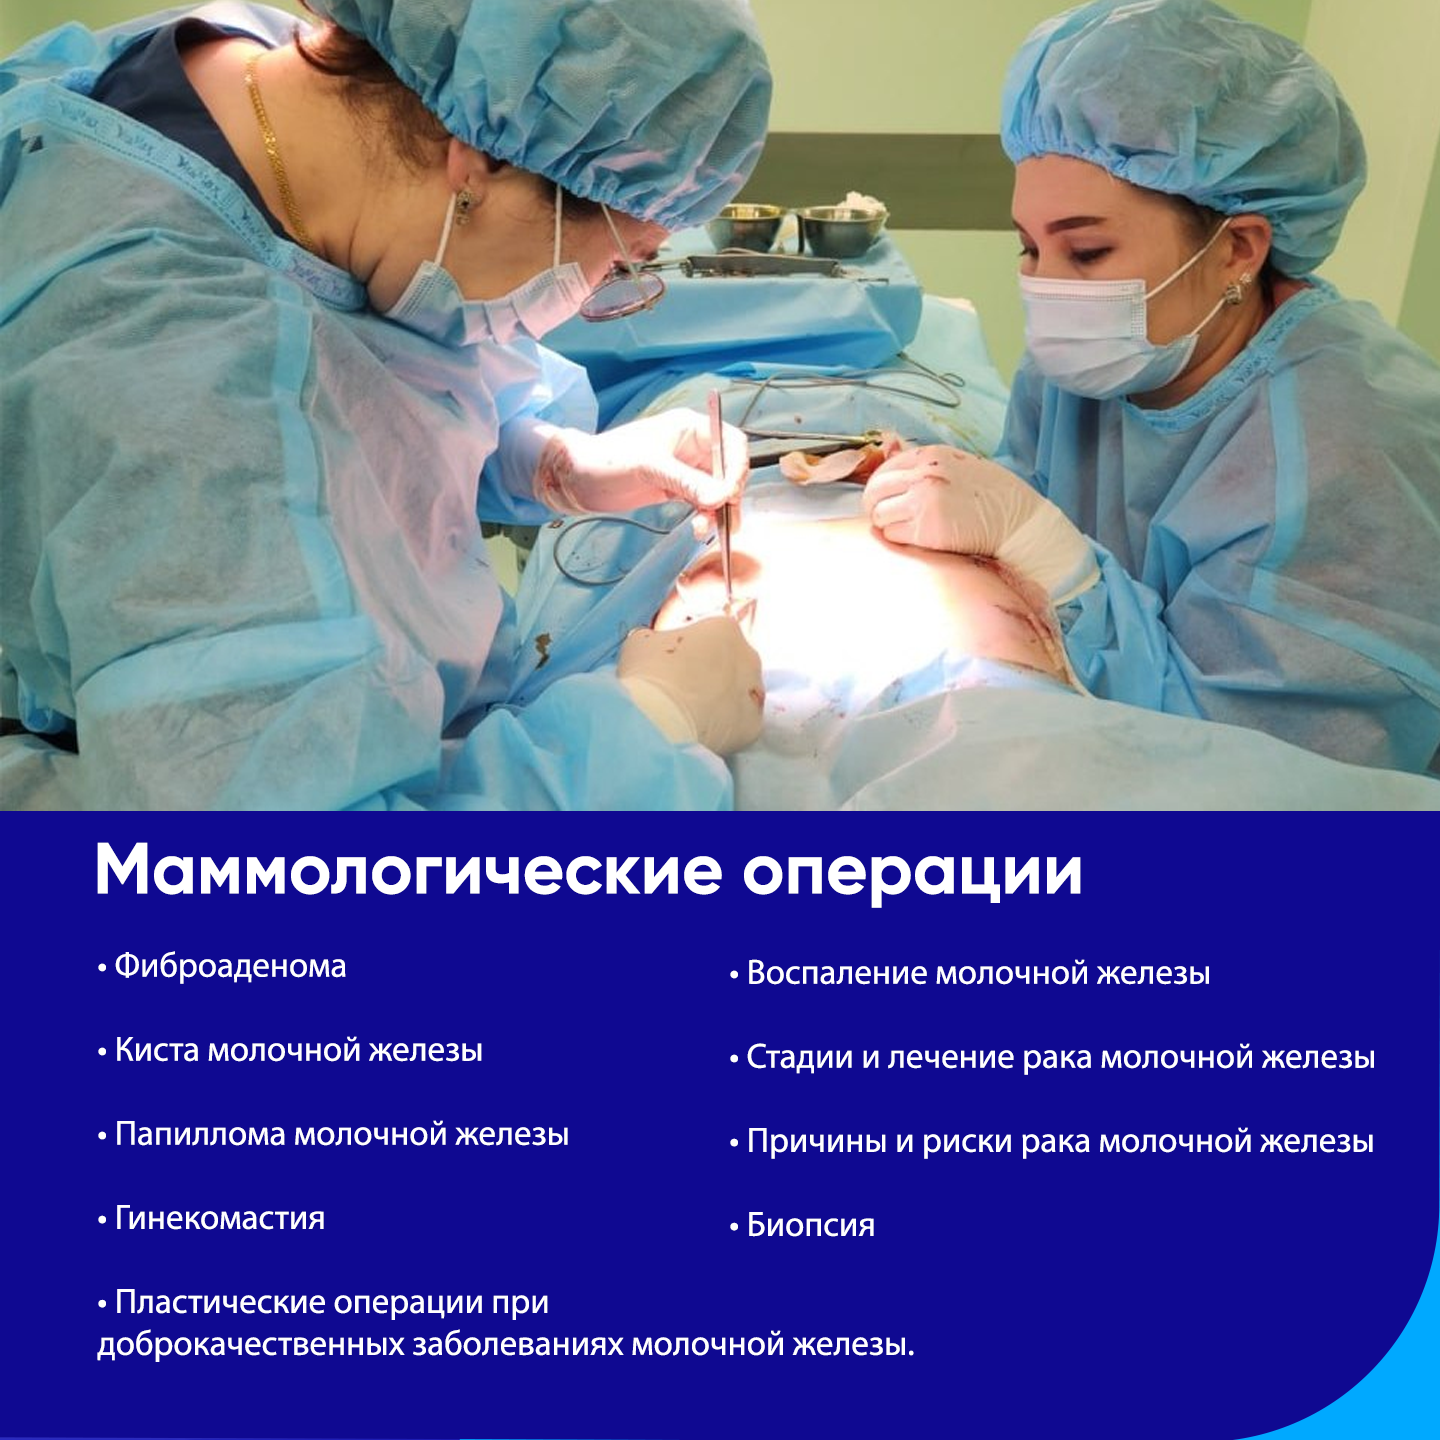 Маммологические операции
• Фиброаденома
• Киста молочной железы
• Папиллома молочной железы
• Гинекомастия
• Пластические операции при
доброкачественных заболеваниях молочной железы.
• Воспаление молочной железы
• Стадии и лечение рака молочной железы
• Причины и риски рака молочной железы
• Биопсия